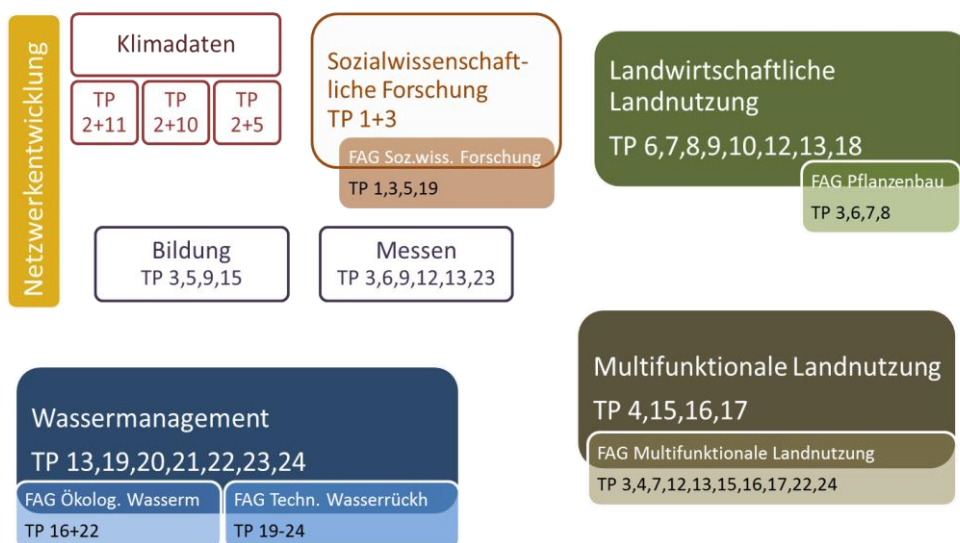 Netzwerkentwicklung
Klimadaten
TP
2+11
TP
2+10
TP
2+5
Sozialwissenschaft-
liche Forschung
TP 1+3
FAG Soz.wiss. Forschung
TP 1,3,5,19
Landwirtschaftliche
Landnutzung
TP 6,7,8,9,10,12,13,18
FAG Pflanzenbau
TP 3,6,7,8
Bildung
TP 3,5,9,15
Messen
TP 3,6,9,12,13,23
Wassermanagement
TP 13,19,20,21,22,23,24
FAG Ökolog. Wasserm
TP 16+22
FAG Techn. Wasserrückh
TP 19-24
Multifunktionale Landnutzung
TP 4,15,16,17
FAG Multifunktionale Landnutzung
TP 3,4,7,12,13,15,16,17,22,24